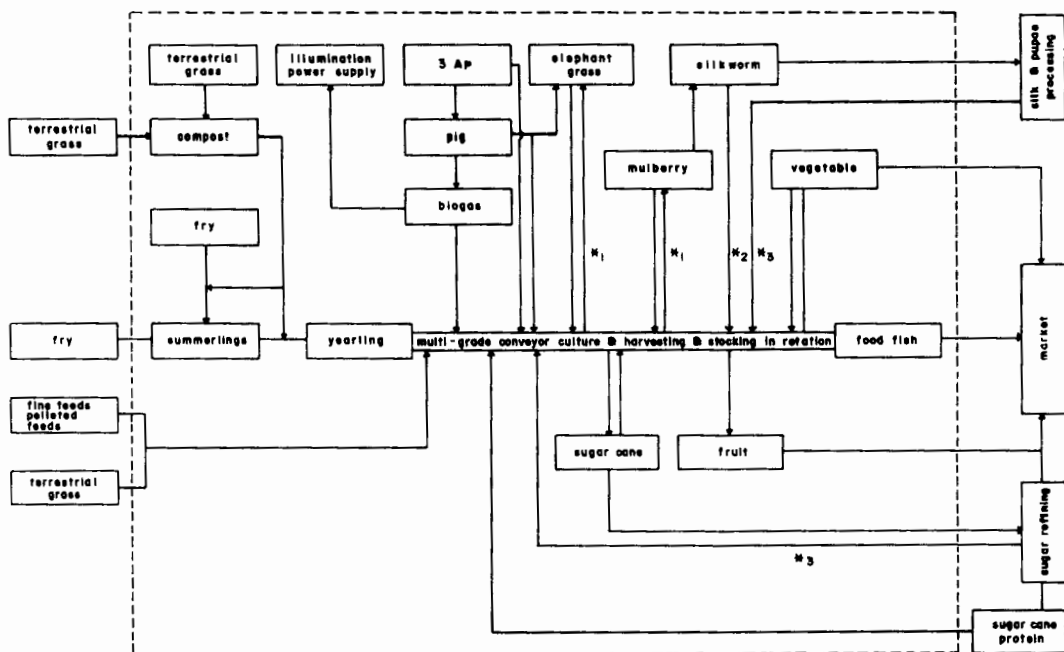 terrestrial
grass
illumination
power supply
3 AP
elephant
grass
silkworm
silk & pupae
processing
terrestrial
grass
compost
pig
mulberry
vegetable
biogas
fry
*1
*1
*2
*3
fry
summerlings
yearling
multi-grade conveyor culture & harvesting & stocking in rotation
food fish
market
fine feeds
pelleted
feeds
sugar cane
fruit
terrestrial
grass
sugar refining
*3
sugar cane
protein